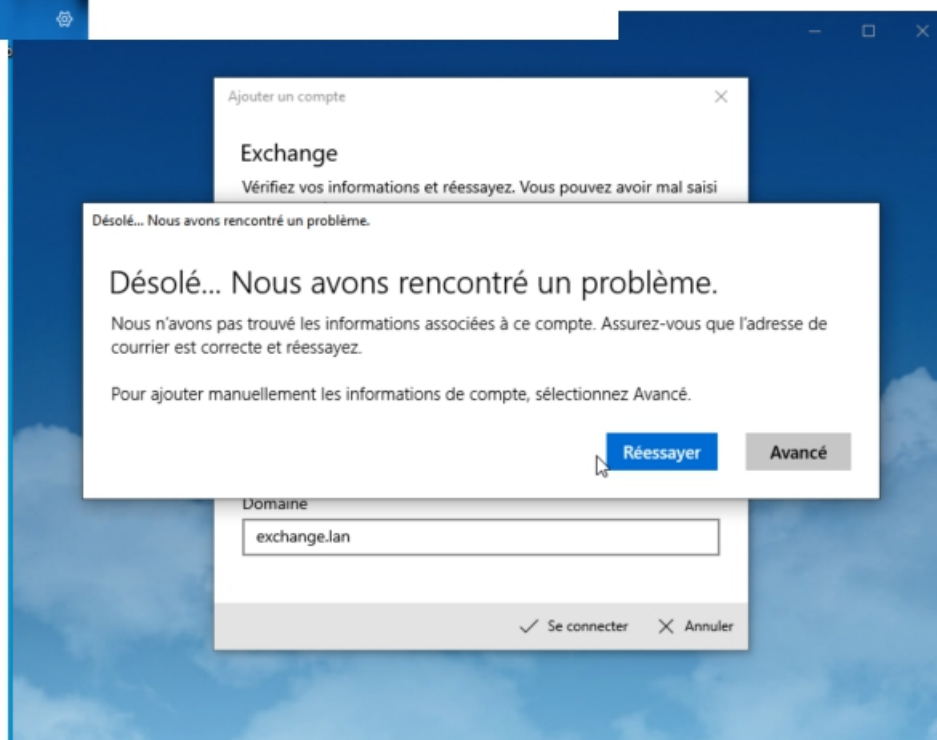 Ajouter un compte
Exchange
Vérifiez vos informations et réessayez. Vous pouvez avoir mal saisi
Désolé... Nous avons rencontré un problème.
Désolé... Nous avons rencontré un problème.
Nous n'avons pas trouvé les informations associées à ce compte. Assurez-vous que l'adresse de
courrier est correcte et réessayez.
Pour ajouter manuellement les informations de compte, sélectionnez Avancé.
Réessayer Avancé
Domaine
exchange.lan
Se connecter Annuler